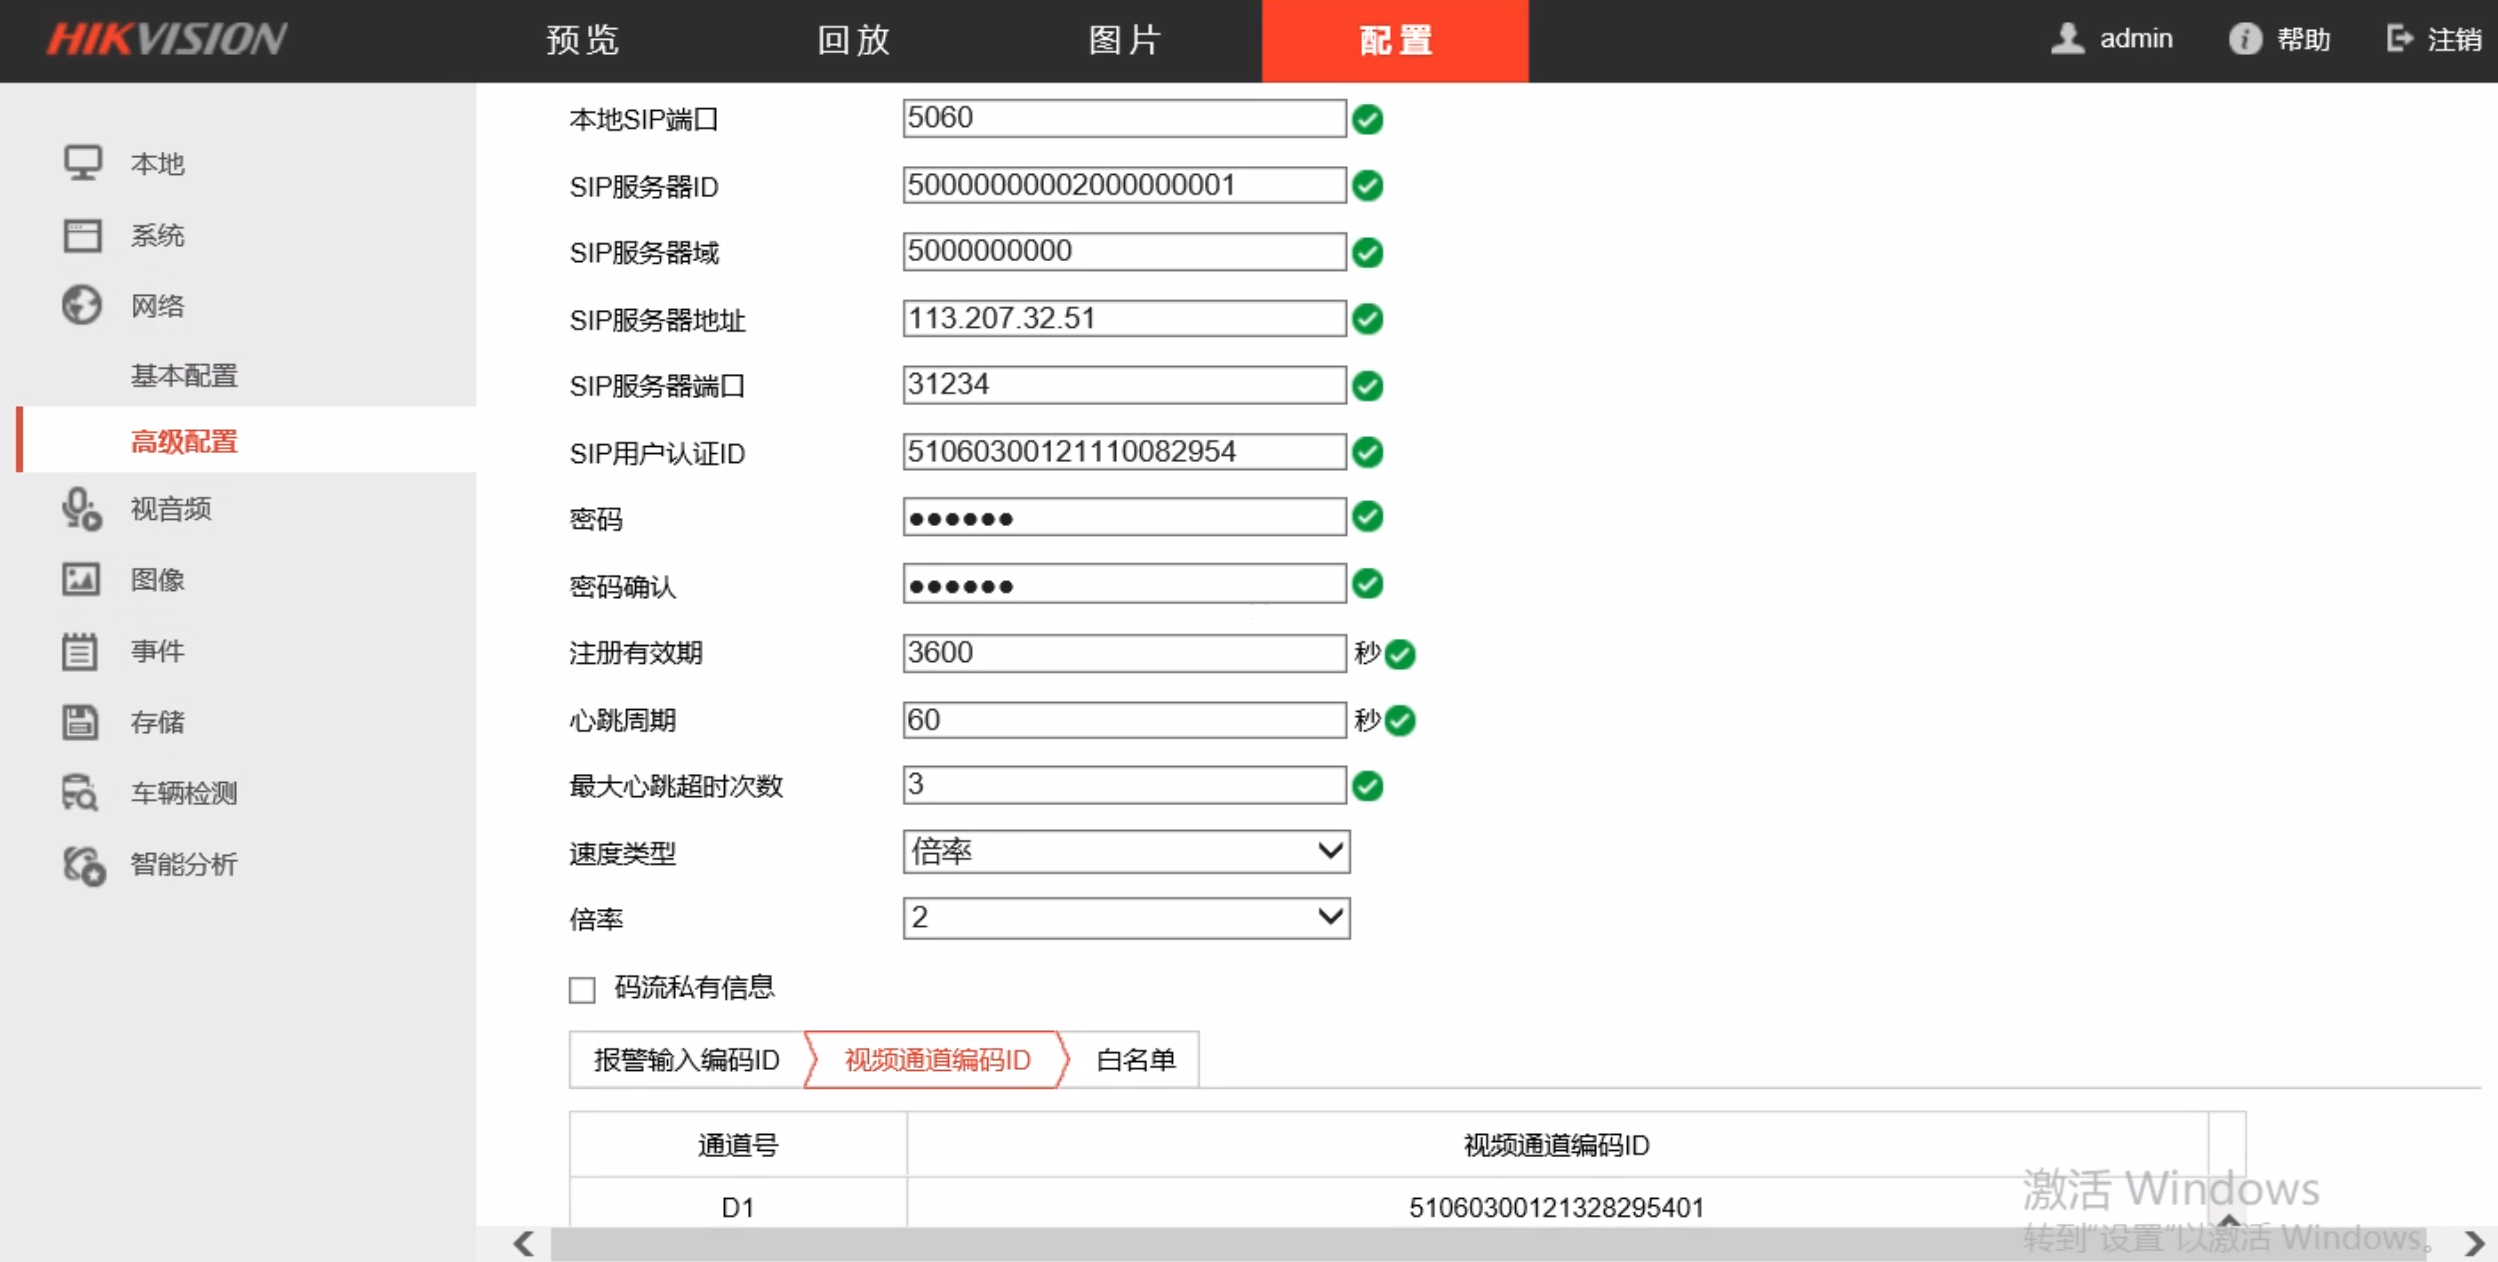 HIKVISION 预览 回放 图片 配置 admin 帮助 注销
本地
系统
网络
基本配置
高级配置
视音频
图像
事件
存储
车辆检测
智能分析
本地SIP端口 5060
SIP服务器ID 50000000002000000001
SIP服务器域 5000000000
SIP服务器地址 113.207.32.51
SIP服务器端口 31234
SIP用户认证ID 51060300121110082954
密码 ●●●●●●
密码确认 ●●●●●●
注册有效期 3600 秒
心跳周期 60 秒
最大心跳超时次数 3
速度类型 倍率
倍率 2
码流私有信息
报警输入编码ID 视频通道编码ID 白名单
通道号 视频通道编码ID
D1 51060300121328295401
激活 Windows
转到"设置"以激活 Windows。